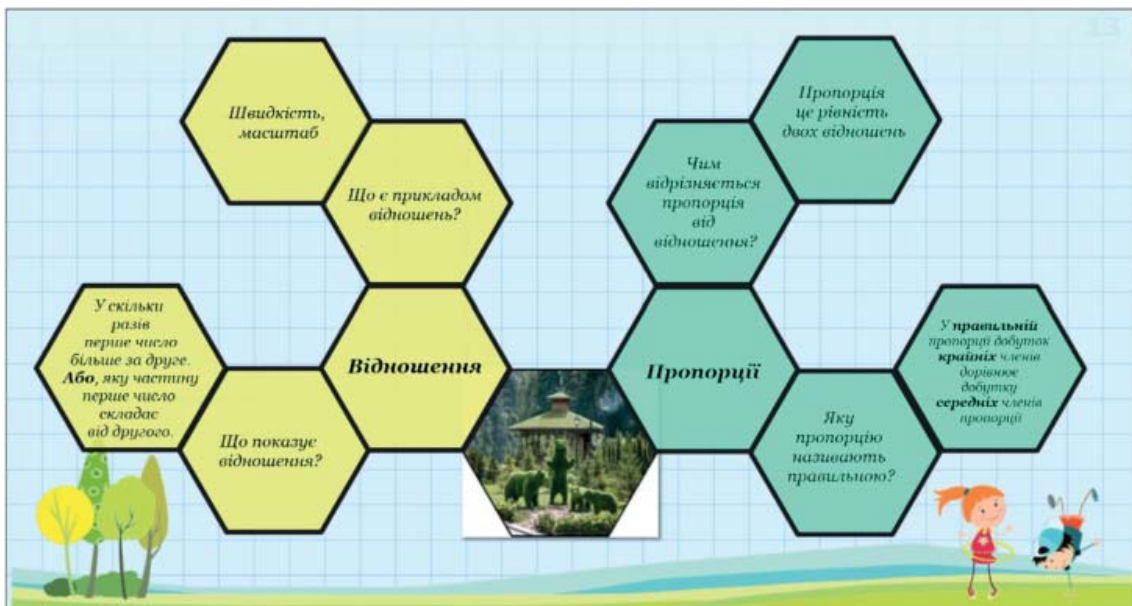 13
Швидкість,
масштаб
Що є прикладом
відношень?
У скільки
разів
перше число
більше за друге.
Або, яку частину
перше число
складає
від другого.
Що показує
відношення?
Відношення
Пропорція
це рівність
двох відношень
Чим
відрізняється
пропорція
від
відношення?
Пропорції
Яку
пропорцію
називають
правильною?
У правильній
пропорції добуток
крайніх членів
дорівнює
добутку
середніх членів
пропорції